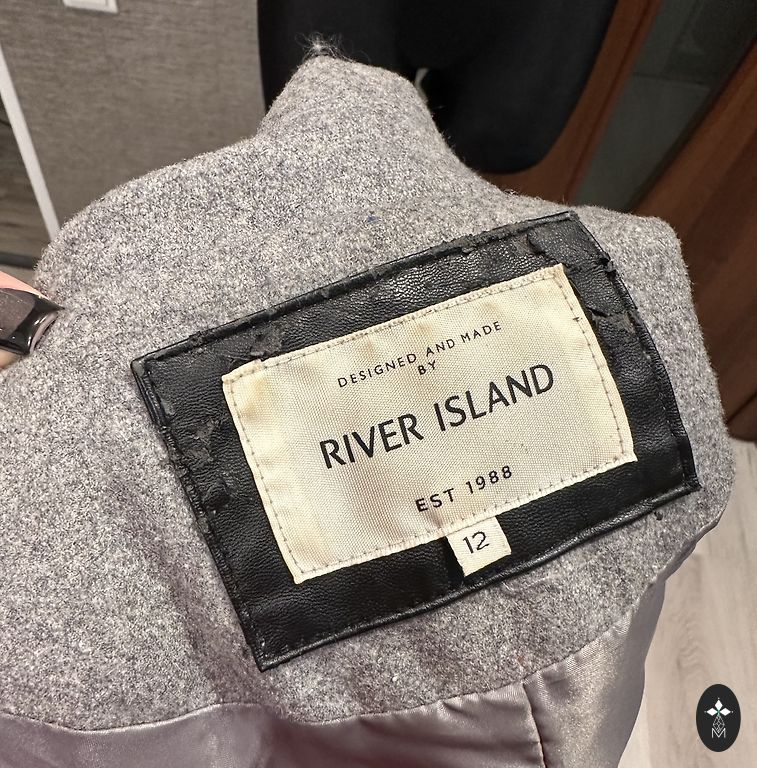 DESIGNED AND MADE
BY
RIVER ISLAND
EST 1988
12
M